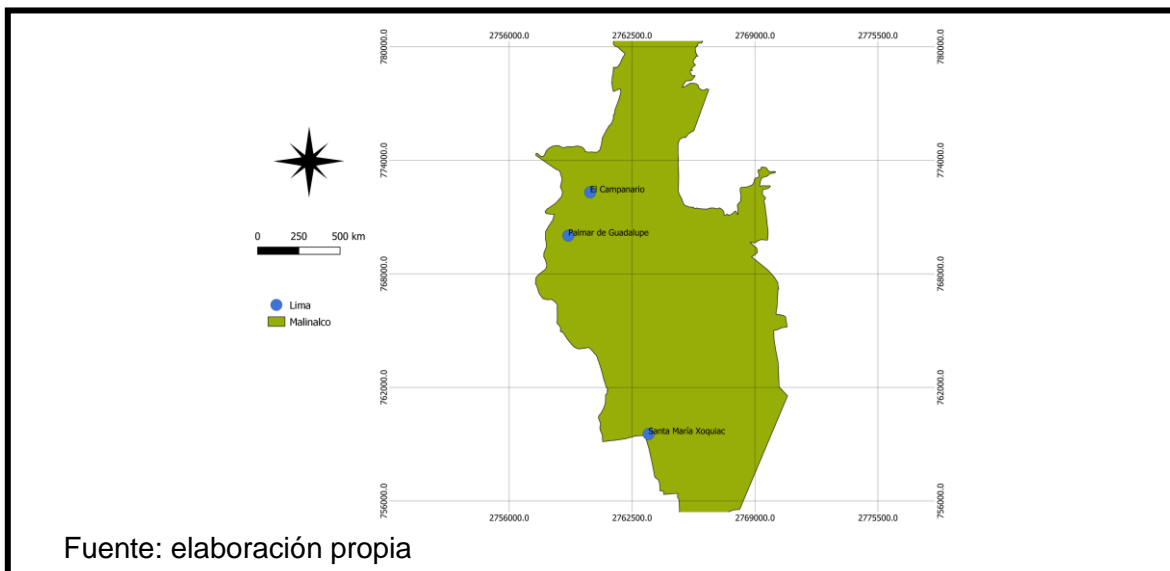 2756000.0 2762500.0 2769000.0 2775500.0
780000.0 780000.0
774000.0 774000.0
El Campanario
Palmar de Guadalupe
0 250 500 km
768000.0 768000.0
Lima
Malinalco
762000.0 762000.0
Santa María Xoquiac
756000.0 756000.0
2756000.0 2762500.0 2769000.0 2775500.0
Fuente: elaboración propia